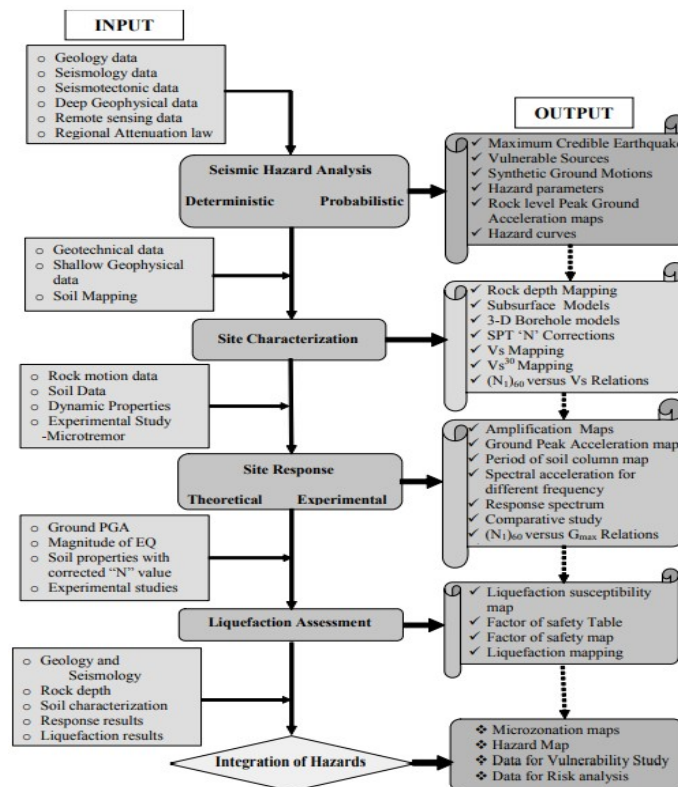 INPUT
o Geology data
o Seismology data
o Seismotectonic data
o Deep Geophysical data
o Remote sensing data
o Regional Attenuation law
OUTPUT
Seismic Hazard Analysis
Deterministic Probabilistic
✓ Maximum Credible Earthquake
✓ Vulnerable Sources
✓ Synthetic Ground Motions
✓ Hazard parameters
✓ Rock level Peak Ground
Acceleration maps
✓ Hazard curves
o Geotechnical data
o Shallow Geophysical
data
o Soil Mapping
Site Characterization
✓ Rock depth Mapping
✓ Subsurface Models
✓ 3-D Borehole models
✓ SPT ‘N’ Corrections
✓ Vs Mapping
✓ Vs³⁰ Mapping
✓ (N₁)₆₀ versus Vs Relations
o Rock motion data
o Soil Data
o Dynamic Properties
o Experimental Study
-Microtremor
Site Response
Theoretical Experimental
✓ Amplification Maps
✓ Ground Peak Acceleration map
✓ Period of soil column map
✓ Spectral acceleration for
different frequency
✓ Response spectrum
✓ Comparative study
✓ (N₁)₆₀ versus Gmax Relations
o Ground PGA
o Magnitude of EQ
o Soil properties with
corrected “N” value
o Experimental studies
Liquefaction Assessment
✓ Liquefaction susceptibility
map
✓ Factor of safety Table
✓ Factor of safety map
✓ Liquefaction mapping
o Geology and
Seismology
o Rock depth
o Soil characterization
o Response results
o Liquefaction results
Integration of Hazards
❖ Microzonation maps
❖ Hazard Map
❖ Data for Vulnerability Study
❖ Data for Risk analysis